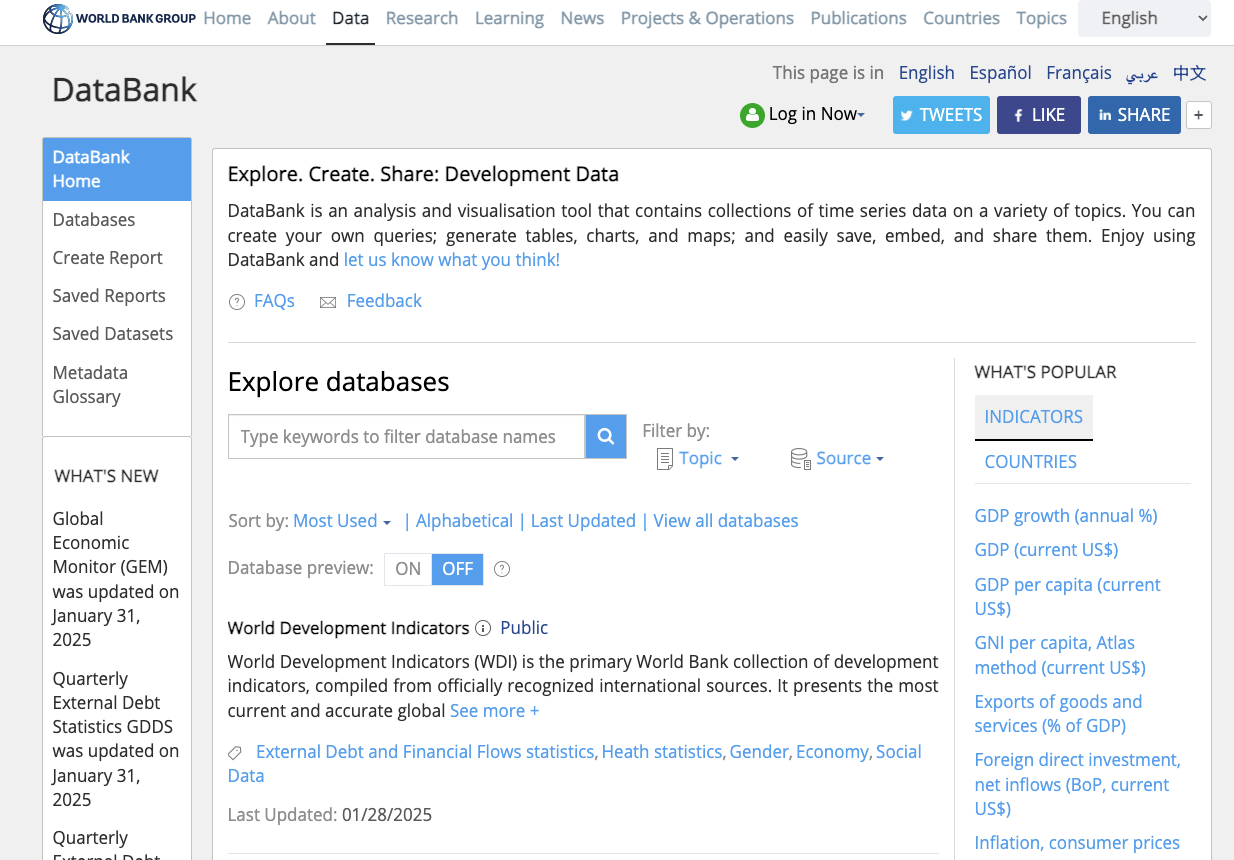 WORLD BANK GROUP Home About Data Research Learning News Projects & Operations Publications Countries Topics English
This page is in English Español Français عربي 中文
DataBank
Log in Now TWEETS LIKE SHARE +
DataBank
Home
Databases
Create Report
Saved Reports
Saved Datasets
Metadata
Glossary
WHAT'S NEW
Global
Economic
Monitor (GEM)
was updated on
January 31,
2025
Quarterly
External Debt
Statistics GDDS
was updated on
January 31,
2025
Quarterly
External Debt
Explore. Create. Share: Development Data
DataBank is an analysis and visualisation tool that contains collections of time series data on a variety of topics. You can
create your own queries; generate tables, charts, and maps; and easily save, embed, and share them. Enjoy using
DataBank and let us know what you think!
FAQs Feedback
Explore databases
Type keywords to filter database names
Filter by:
Topic Source
Sort by: Most Used | Alphabetical | Last Updated | View all databases
Database preview: ON OFF
World Development Indicators Public
World Development Indicators (WDI) is the primary World Bank collection of development
indicators, compiled from officially recognized international sources. It presents the most
current and accurate global See more +
External Debt and Financial Flows statistics, Heath statistics, Gender, Economy, Social
Data
Last Updated: 01/28/2025
WHAT'S POPULAR
INDICATORS
COUNTRIES
GDP growth (annual %)
GDP (current US$)
GDP per capita (current
US$)
GNI per capita, Atlas
method (current US$)
Exports of goods and
services (% of GDP)
Foreign direct investment,
net inflows (BoP, current
US$)
Inflation, consumer prices